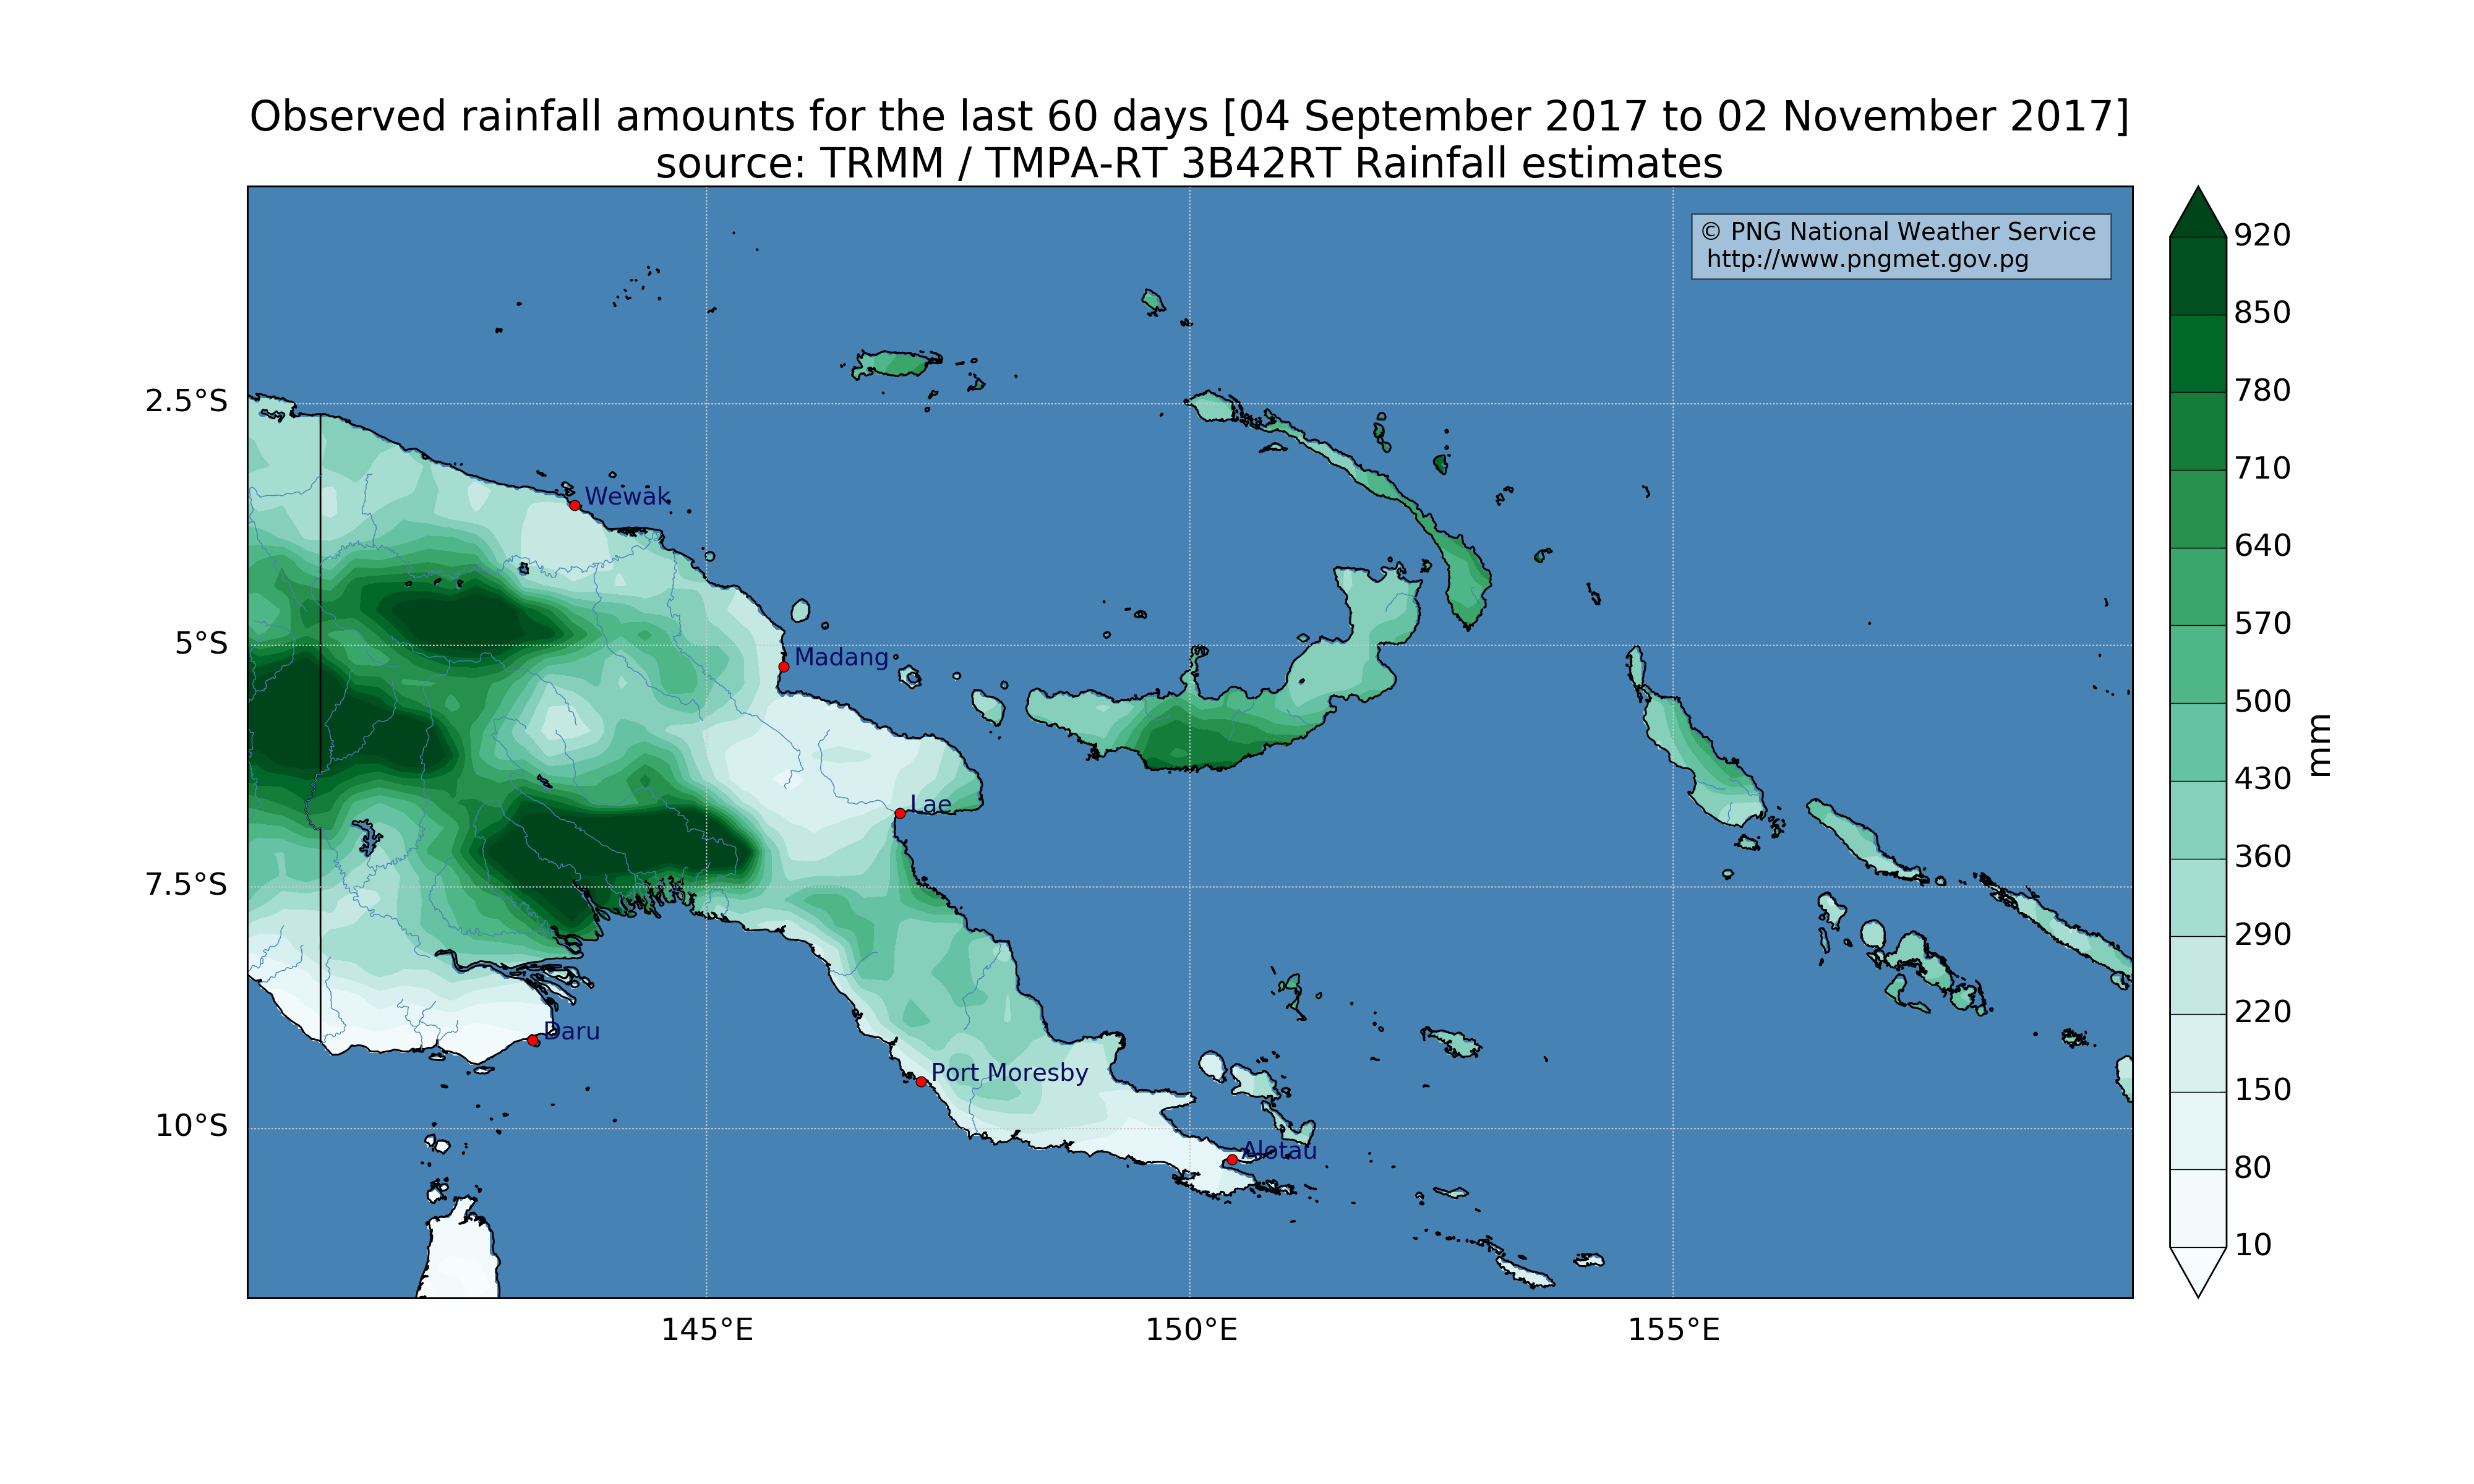 Observed rainfall amounts for the last 60 days [04 September 2017 to 02 November 2017]
source: TRMM / TMPA-RT 3B42RT Rainfall estimates
© PNG National Weather Service
http://www.pngmet.gov.pg
920
850
780
710
640
570
500
430
360
290
220
150
80
10
mm
2.5°S
5°S
7.5°S
10°S
Wewak
Madang
Lae
Daru
Port Moresby
Alotau
145°E
150°E
155°E